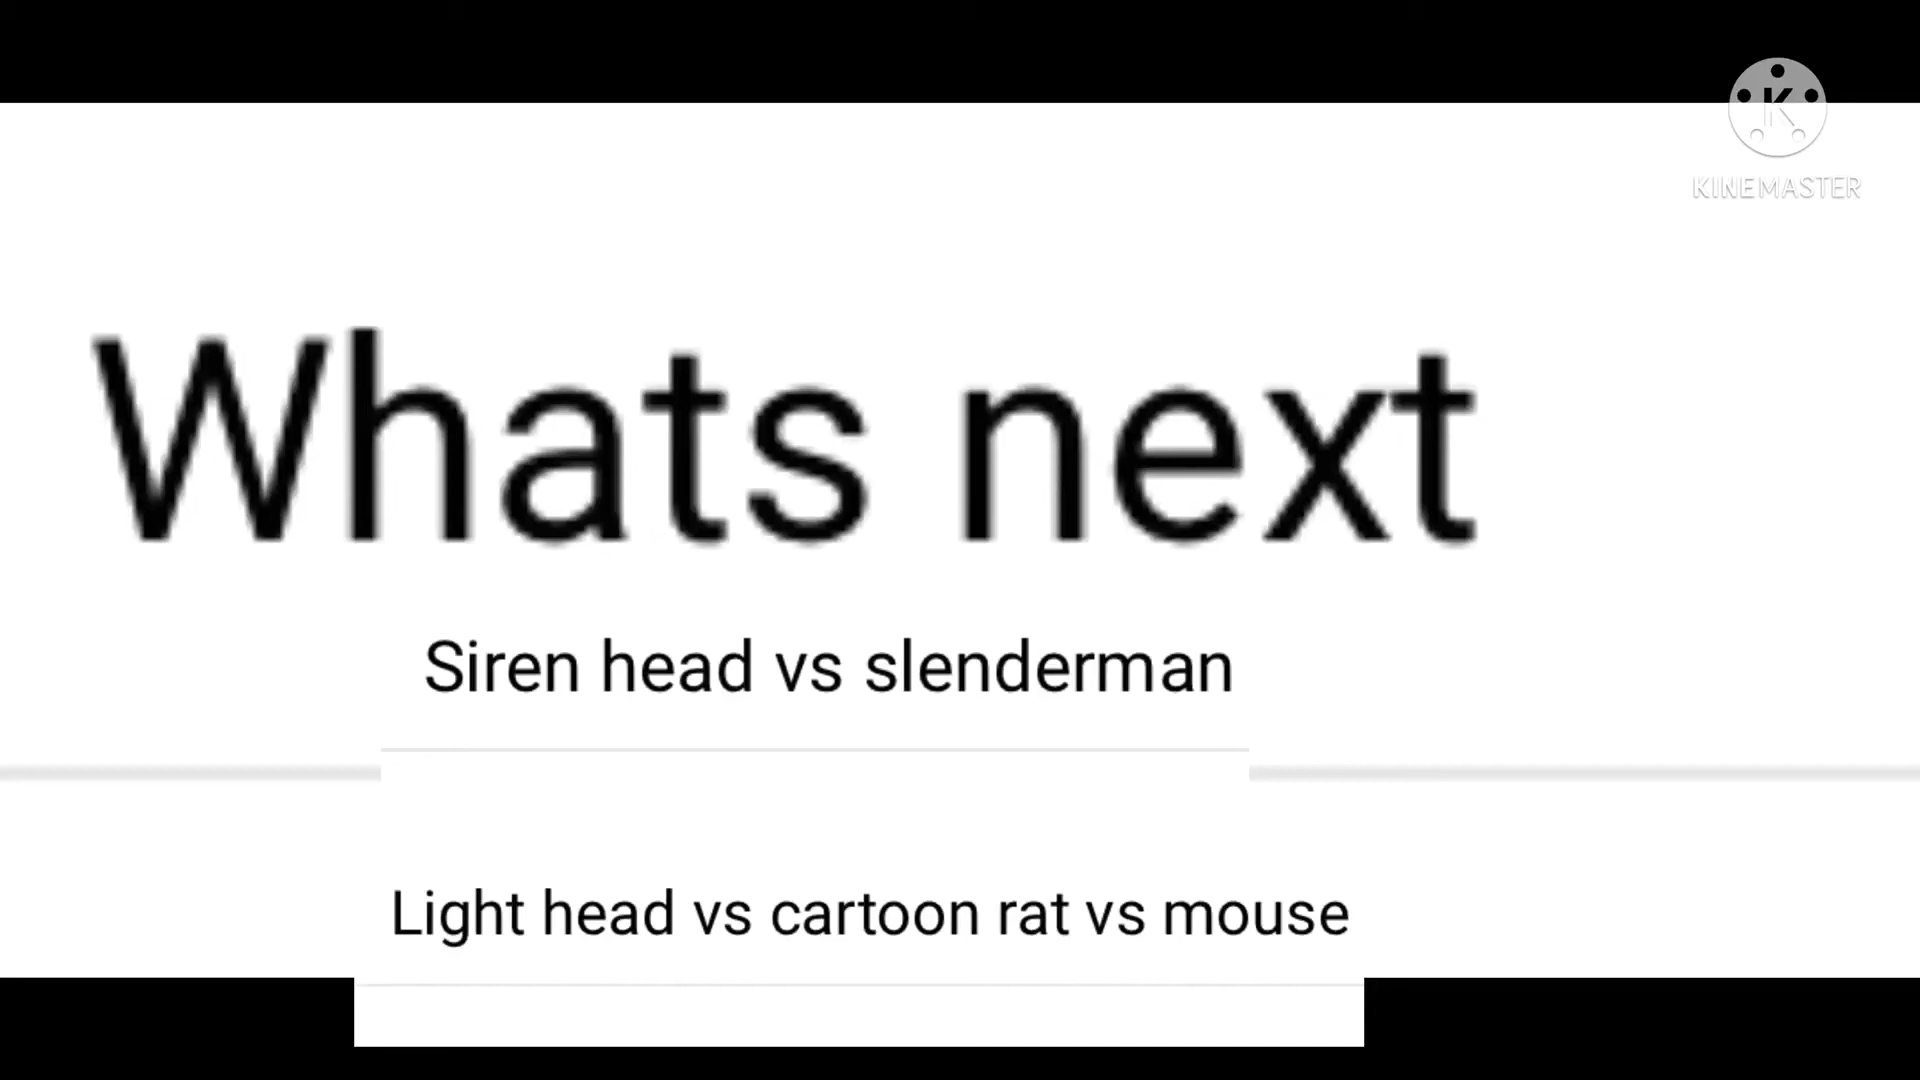 K
KINEMASTER
Whats next
Siren head vs slenderman
Light head vs cartoon rat vs mouse